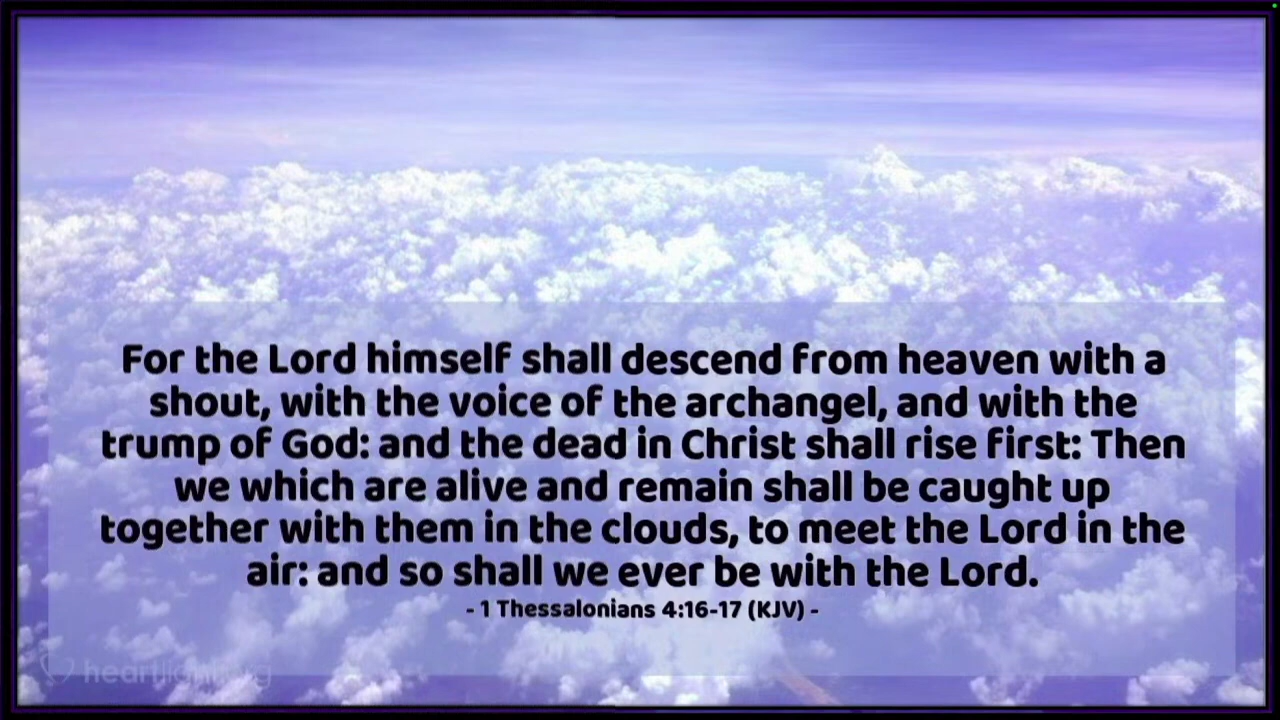 For the Lord himself shall descend from heaven with a
shout, with the voice of the archangel, and with the
trump of God: and the dead in Christ shall rise first: Then
we which are alive and remain shall be caught up
together with them in the clouds, to meet the Lord in the
air: and so shall we ever be with the Lord.
- 1 Thessalonians 4:16-17 (KJV) -
heartlight.org